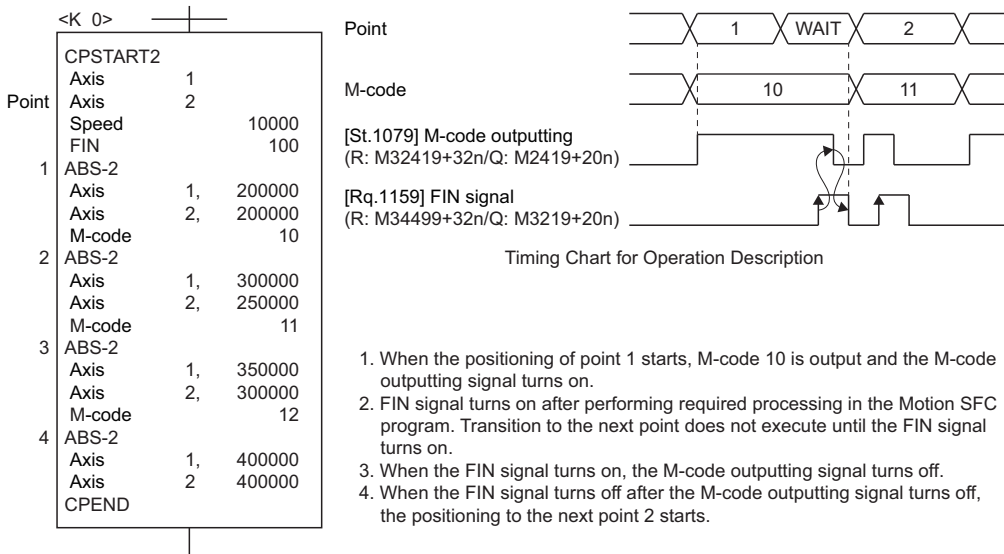 <K 0>
CPSTART2
Axis 1
Point Axis 2
Speed 10000
FIN 100
1 ABS-2
Axis 1, 200000
Axis 2, 200000
M-code 10
2 ABS-2
Axis 1, 300000
Axis 2, 250000
M-code 11
3 ABS-2
Axis 1, 350000
Axis 2, 300000
M-code 12
4 ABS-2
Axis 1, 400000
Axis 2 400000
CPEND
Point 1 WAIT 2
M-code 10 11
[St.1079] M-code outputting
(R: M32419+32n/Q: M2419+20n)
[Rq.1159] FIN signal
(R: M34499+32n/Q: M3219+20n)
Timing Chart for Operation Description
1. When the positioning of point 1 starts, M-code 10 is output and the M-code
outputting signal turns on.
2. FIN signal turns on after performing required processing in the Motion SFC
program. Transition to the next point does not execute until the FIN signal
turns on.
3. When the FIN signal turns on, the M-code outputting signal turns off.
4. When the FIN signal turns off after the M-code outputting signal turns off,
the positioning to the next point 2 starts.